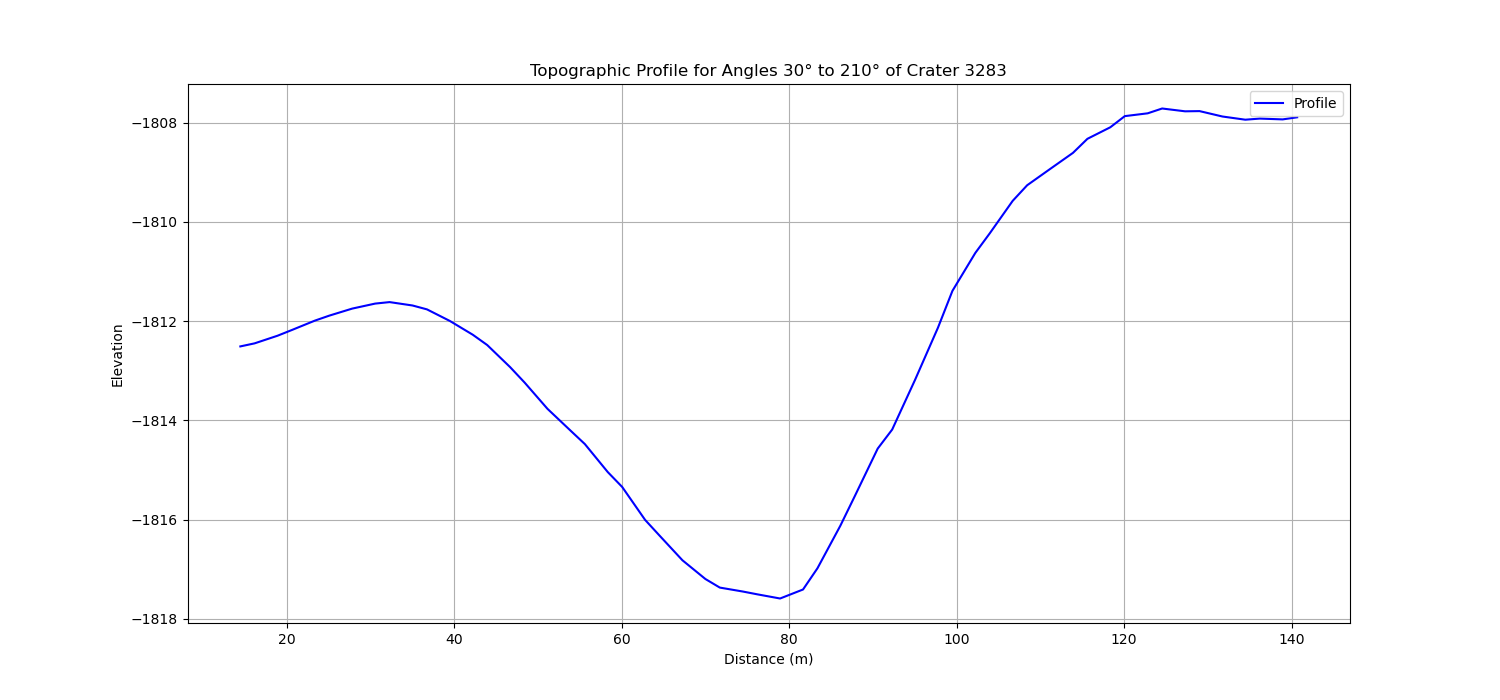 Topographic Profile for Angles 30° to 210° of Crater 3283
Profile
−1808
−1810
−1812
−1814
−1816
−1818
Elevation
20 40 60 80 100 120 140
Distance (m)